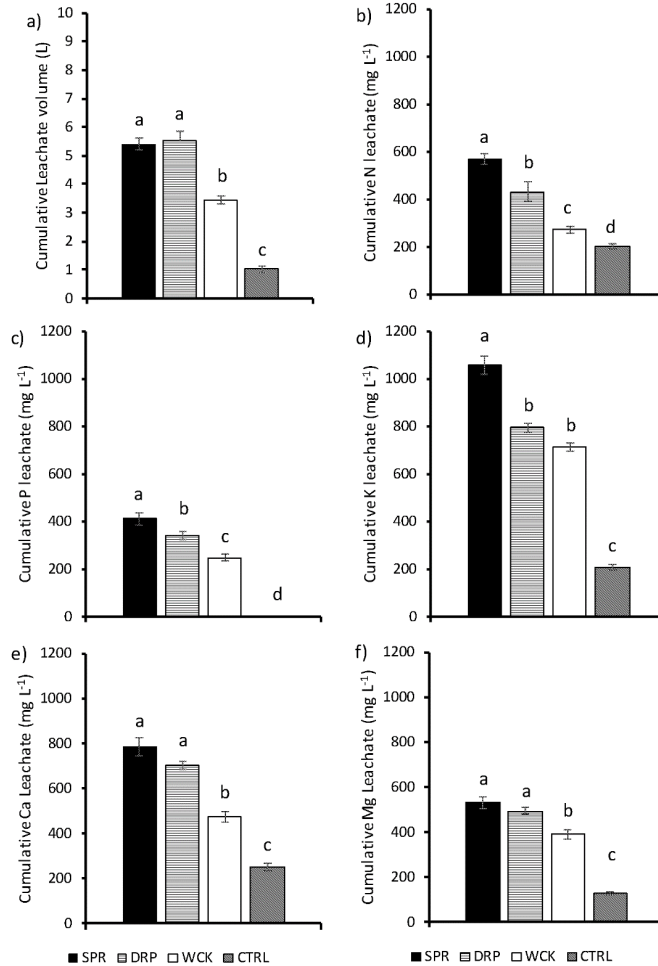 a)
Cumulative Leachate volume (L)
10
9
8
7
6
5
4
3
2
1
0
a
a
b
c
b)
Cumulative N leachate (mg L-1)
1200
1000
800
600
400
200
0
a
b
c
d
c)
Cumulative P leachate (mg L-1)
1200
1000
800
600
400
200
0
a
b
c
d
d)
Cumulative K leachate (mg L-1)
1200
1000
800
600
400
200
0
a
b
b
c
e)
Cumulative Ca Leachate (mg L-1)
1200
1000
800
600
400
200
0
a
a
b
c
f)
Cumulative Mg Leachate (mg L-1)
1200
1000
800
600
400
200
0
a
a
b
c
SPR DRP WCK CTRL
SPR DRP WCK CTRL